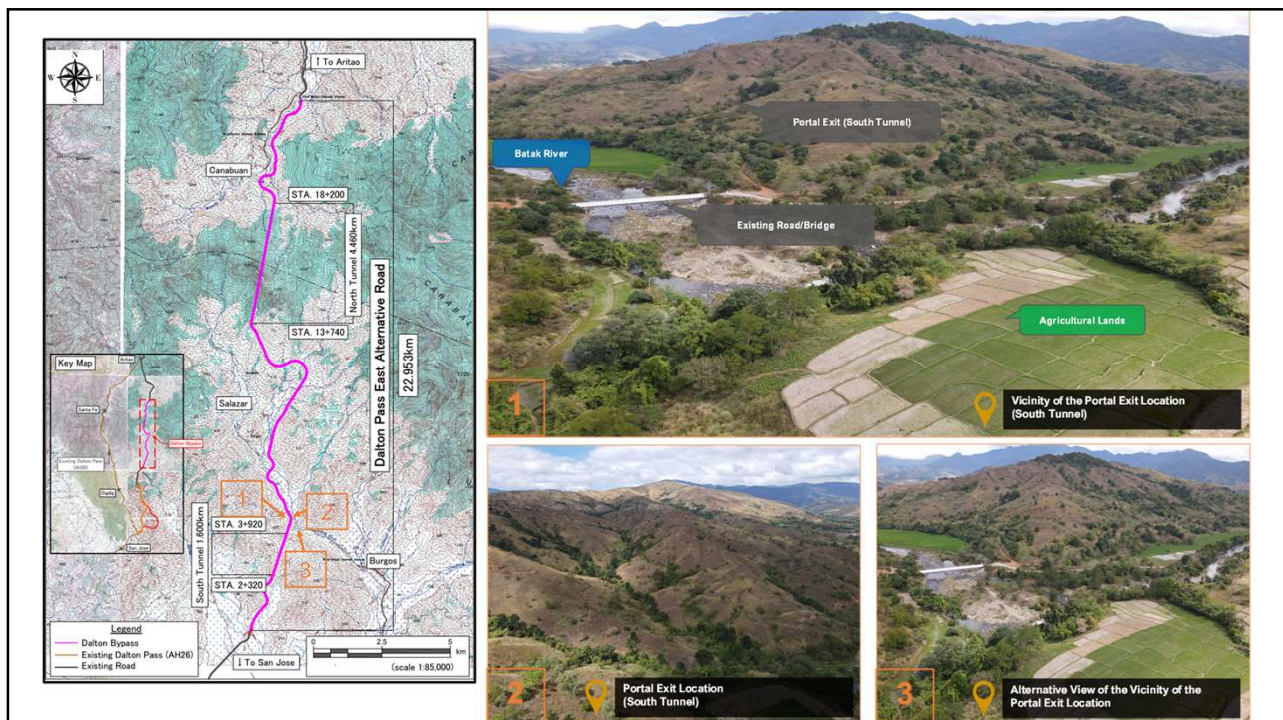 N
W E
S
↑ To Aritao
Canabuan
STA. 18+200
North Tunnel 4.460km
Dalton Pass East Alternative Road
22.953km
STA. 13+740
Key Map
Aritao
Santa Fe
Dalton Bypass
Existing Dalton Pass
(AH26)
Digdig
San Jose
Salazar
1
2
3
STA. 3+920
South Tunnel 1.600km
Burgos
STA. 2+320
Legend
Dalton Bypass
Existing Dalton Pass (AH26)
Existing Road
↓ To San Jose
0 2.5 5
km
(scale 1:85,000)
Portal Exit (South Tunnel)
Batak River
Existing Road/Bridge
Agricultural Lands
1
Vicinity of the Portal Exit Location
(South Tunnel)
2
Portal Exit Location
(South Tunnel)
3
Alternative View of the Vicinity of the
Portal Exit Location